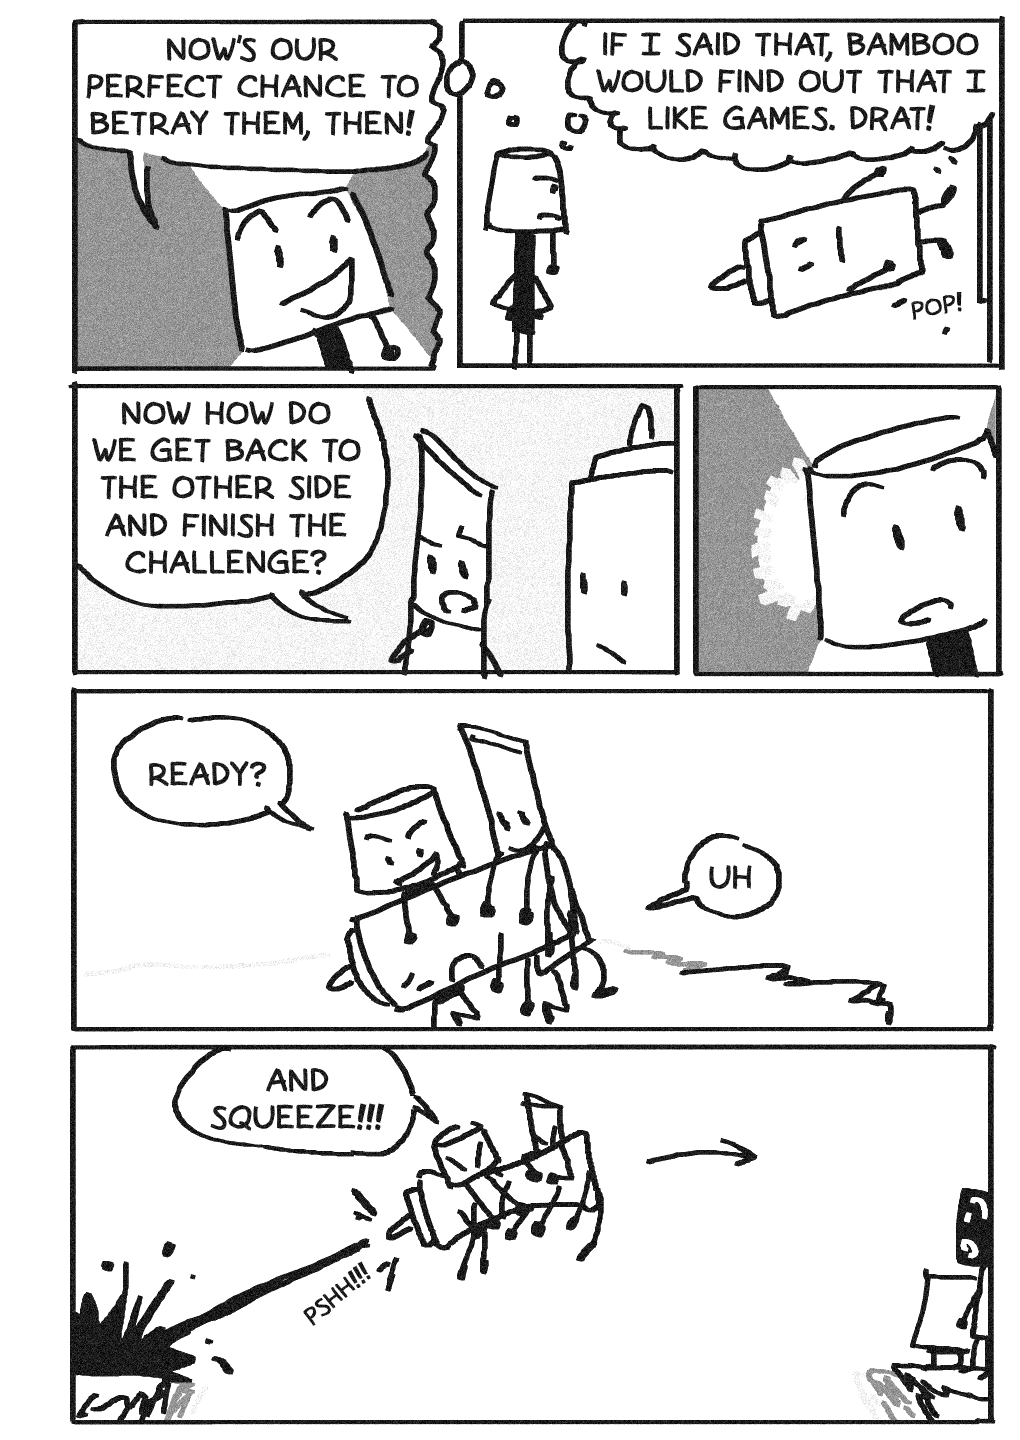 NOW'S OUR
PERFECT CHANCE TO
BETRAY THEM, THEN!
IF I SAID THAT, BAMBOO
WOULD FIND OUT THAT I
LIKE GAMES. DRAT!
POP!
NOW HOW DO
WE GET BACK TO
THE OTHER SIDE
AND FINISH THE
CHALLENGE?
READY?
UH
AND
SQUEEZE!!!
PSHH!!!